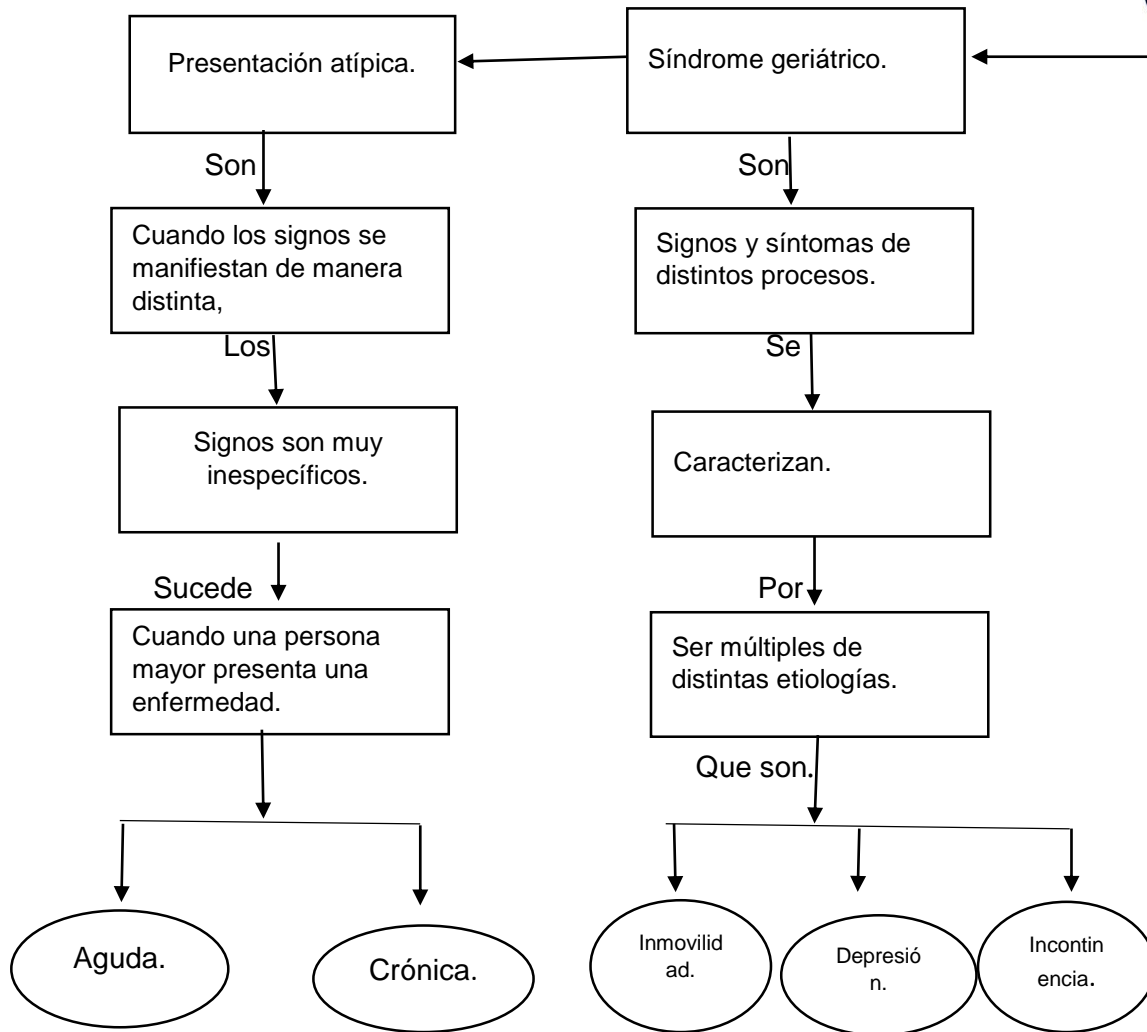 Presentación atípica.
Síndrome geriátrico.
Son
Son
Cuando los signos se
manifiestan de manera
distinta,
Signos y síntomas de
distintos procesos.
Los
Se
Signos son muy
inespecíficos.
Caracterizan.
Sucede
Por
Cuando una persona
mayor presenta una
enfermedad.
Ser múltiples de
distintas etiologías.
Que son.
Aguda.
Crónica.
Inmovilid
ad.
Depresió
n.
Incontin
encia.